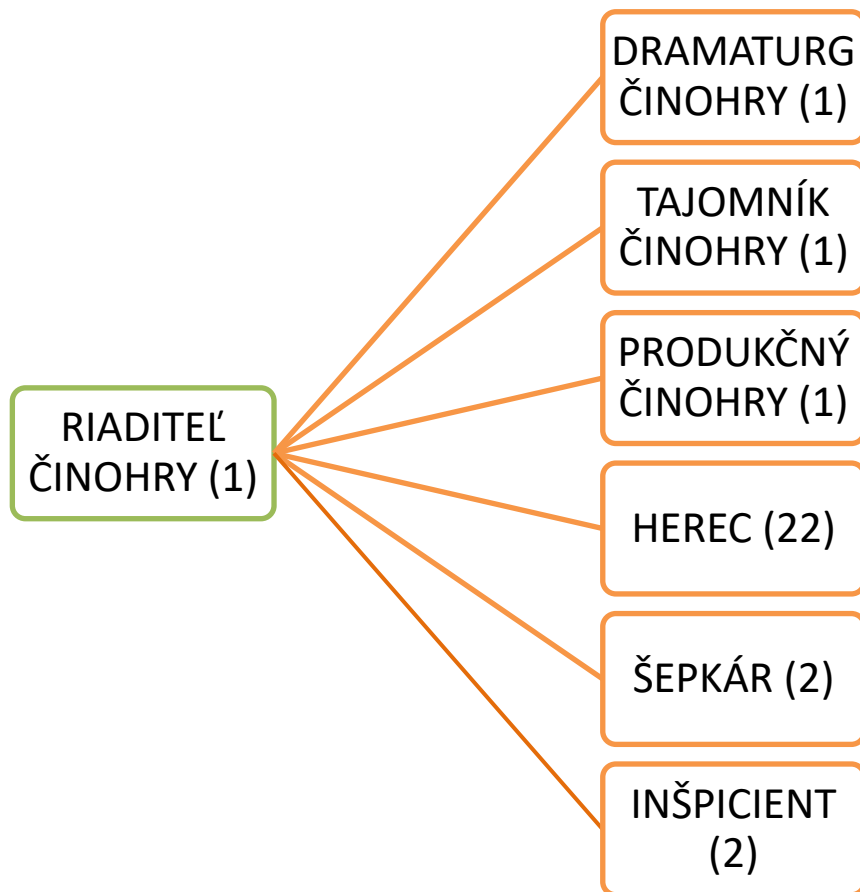 DRAMATURG
ČINOHRY (1)
TAJOMNÍK
ČINOHRY (1)
PRODUKČNÝ
ČINOHRY (1)
RIADITEĽ
ČINOHRY (1)
HEREC (22)
ŠEPKÁR (2)
INŠPICIENT
(2)